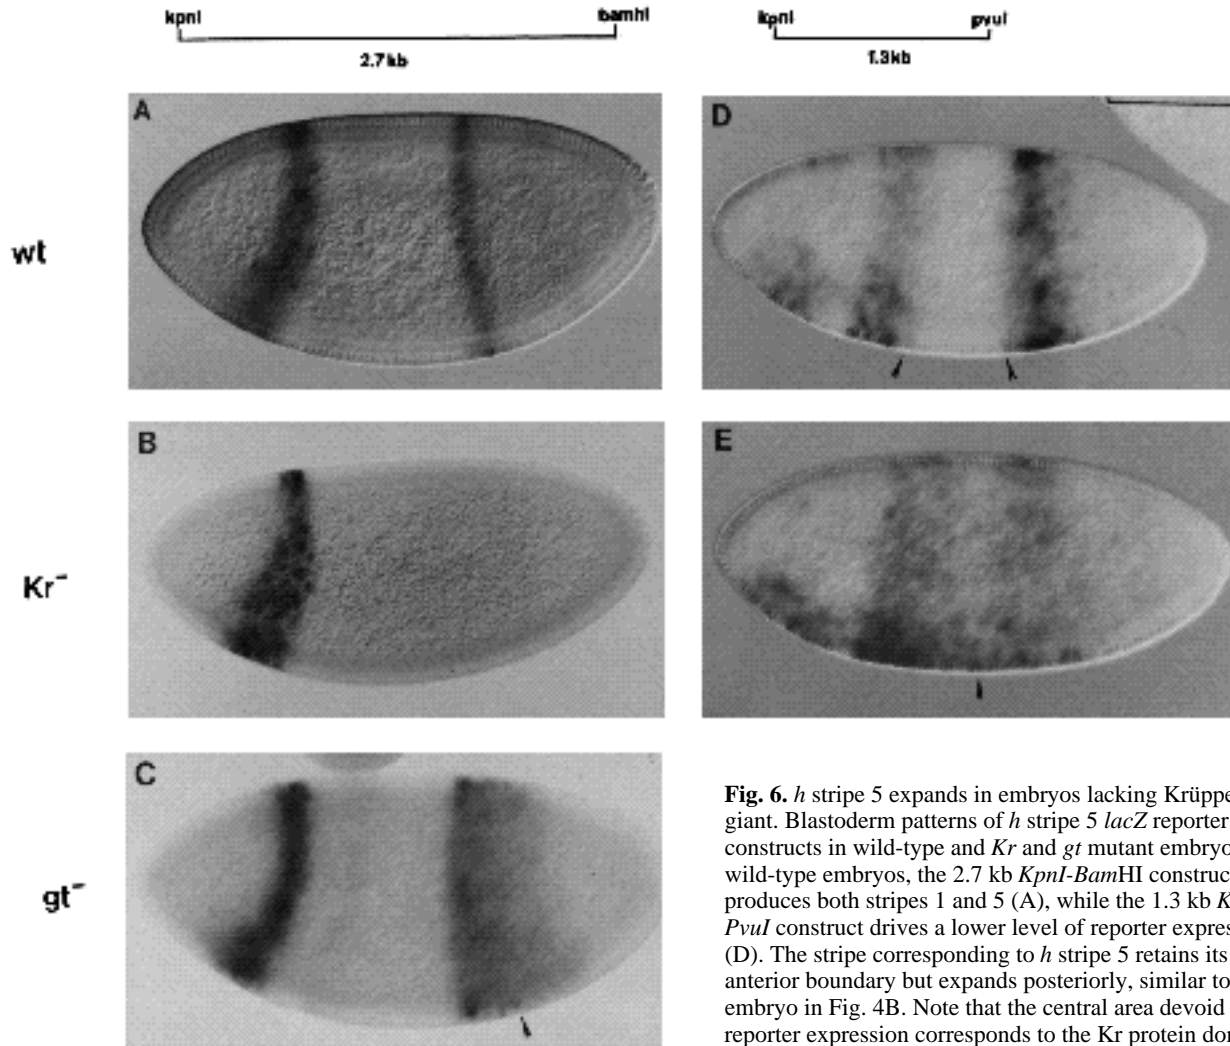 kpnI bamhI kpnI pvuI
2.7 kb 1.3 kb
A D
wt
B E
Kr⁻
C
gt⁻
Fig. 6. h stripe 5 expands in embryos lacking Krüppe
giant. Blastoderm patterns of h stripe 5 lacZ reporter
constructs in wild-type and Kr and gt mutant embryo
wild-type embryos, the 2.7 kb KpnI-BamHI construc
produces both stripes 1 and 5 (A), while the 1.3 kb K
PvuI construct drives a lower level of reporter expres
(D). The stripe corresponding to h stripe 5 retains its
anterior boundary but expands posteriorly, similar to
embryo in Fig. 4B. Note that the central area devoid
reporter expression corresponds to the Kr protein dor